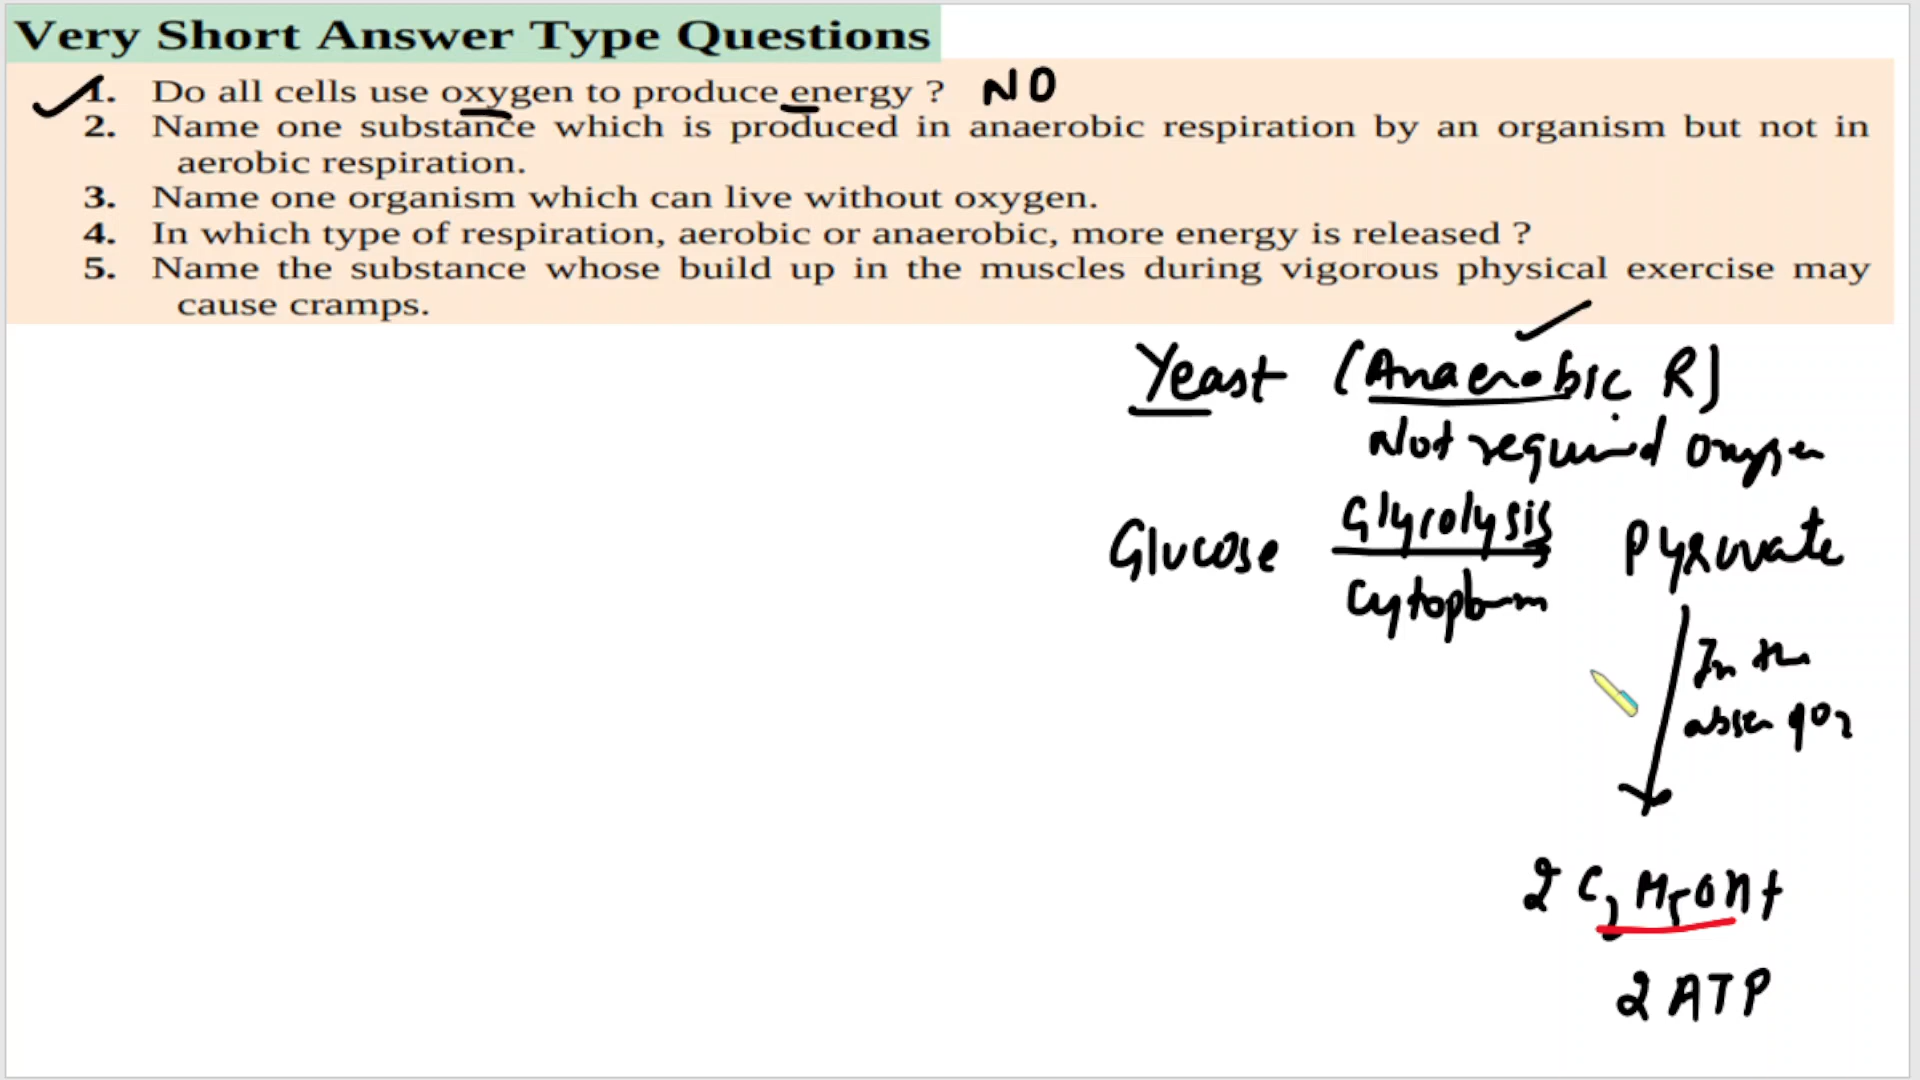 Very Short Answer Type Questions
1. Do all cells use oxygen to produce energy ? NO
2. Name one substance which is produced in anaerobic respiration by an organism but not in
aerobic respiration.
3. Name one organism which can live without oxygen.
4. In which type of respiration, aerobic or anaerobic, more energy is released ?
5. Name the substance whose build up in the muscles during vigorous physical exercise may
cause cramps.
Yeast (Anaerobic R)
Not required oxygen
Glucose Glycolysis Pyruvate
In the
2 C2H5OH +
2 ATP